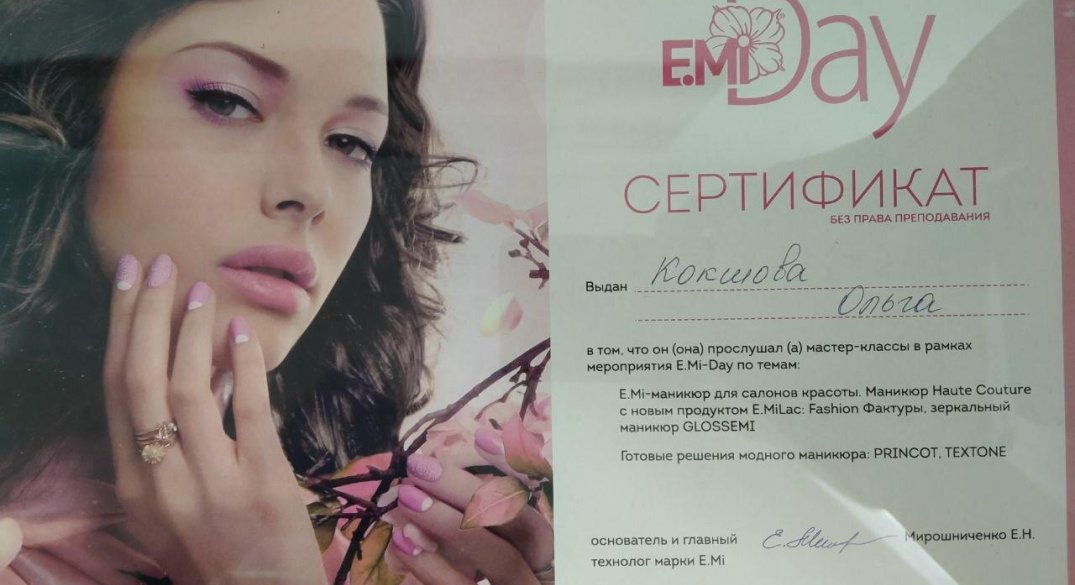 E.Mi Day
СЕРТИФИКАТ
БЕЗ ПРАВА ПРЕПОДАВАНИЯ
Выдан Кокшова
Ольга
в том, что он (она) прослушал (а) мастер-классы в рамках
мероприятия E.Mi-Day по темам:
E.Mi-маникюр для салонов красоты. Маникюр Haute Couture
с новым продуктом E.MiLac: Fashion Фактуры, зеркальный
маникюр GLOSSEMI
Готовые решения модного маникюра: PRINCOT, TEXTONE
основатель и главный Мирошниченко Е.Н.
технолог марки E.Mi